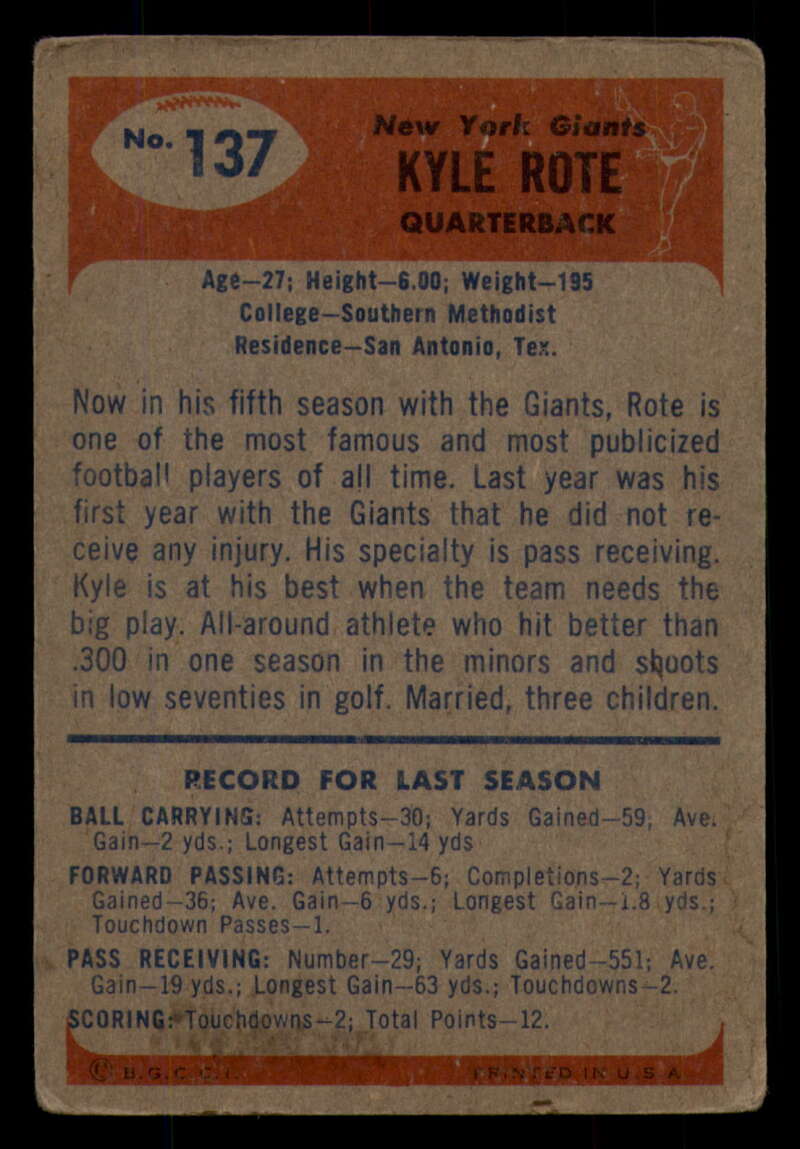 No. 137
New York Giants
KYLE ROTE
QUARTERBACK
Age—27; Height—6.00; Weight—195
College—Southern Methodist
Residence—San Antonio, Tex.
Now in his fifth season with the Giants, Rote is
one of the most famous and most publicized
football players of all time. Last year was his
first year with the Giants that he did not re-
ceive any injury. His specialty is pass receiving.
Kyle is at his best when the team needs the
big play. All-around athlete who hit better than
.300 in one season in the minors and shoots
in low seventies in golf. Married, three children.
RECORD FOR LAST SEASON
BALL CARRYING: Attempts—30; Yards Gained—59; Ave.
Gain—2 yds.; Longest Gain—14 yds
FORWARD PASSING: Attempts—6; Completions—2; Yards
Gained—36; Ave. Gain—6 yds.; Longest Gain—1.8 yds.;
Touchdown Passes—1.
PASS RECEIVING: Number—29; Yards Gained—551; Ave.
Gain—19 yds.; Longest Gain—63 yds.; Touchdowns—2.
SCORING: Touchdowns—2; Total Points—12.
© B.G.C.I. PRINTED IN U.S.A.